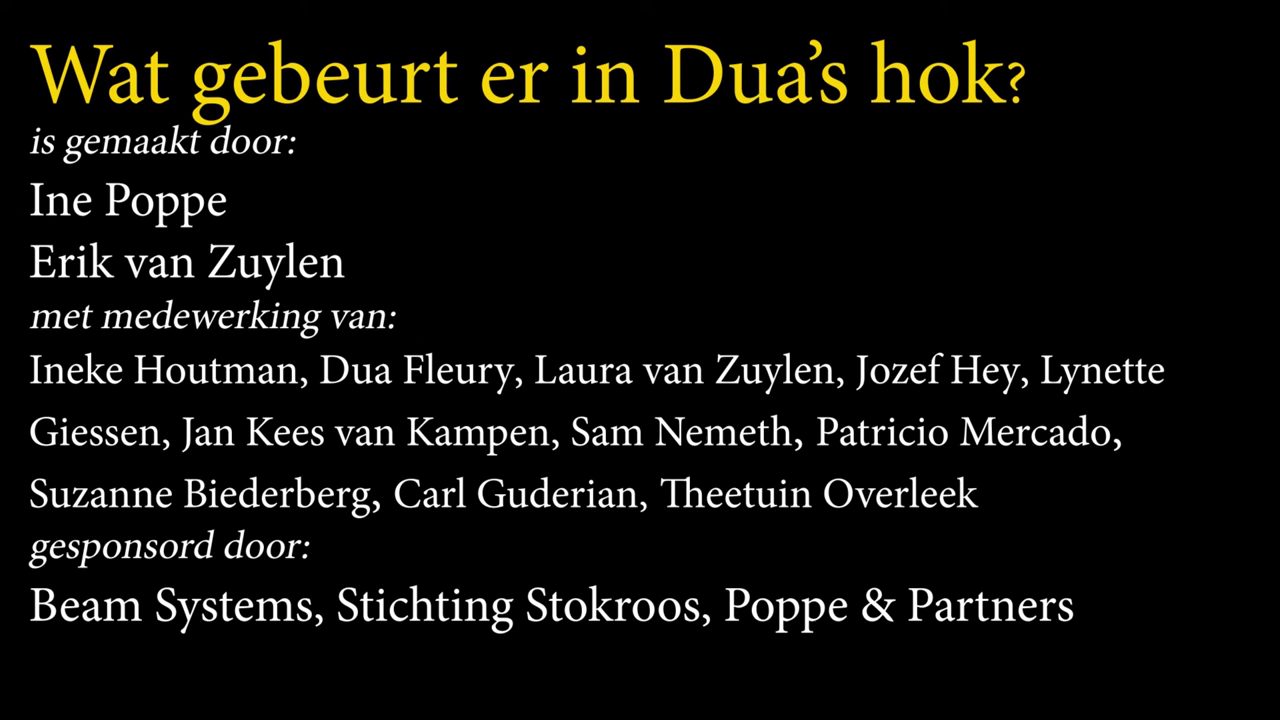 Wat gebeurt er in Dua’s hok?
is gemaakt door:
Ine Poppe
Erik van Zuylen
met medewerking van:
Ineke Houtman, Dua Fleury, Laura van Zuylen, Jozef Hey, Lynette
Giessen, Jan Kees van Kampen, Sam Nemeth, Patricio Mercado,
Suzanne Biederberg, Carl Guderian, Theetuin Overleek
gesponsord door:
Beam Systems, Stichting Stokroos, Poppe & Partners